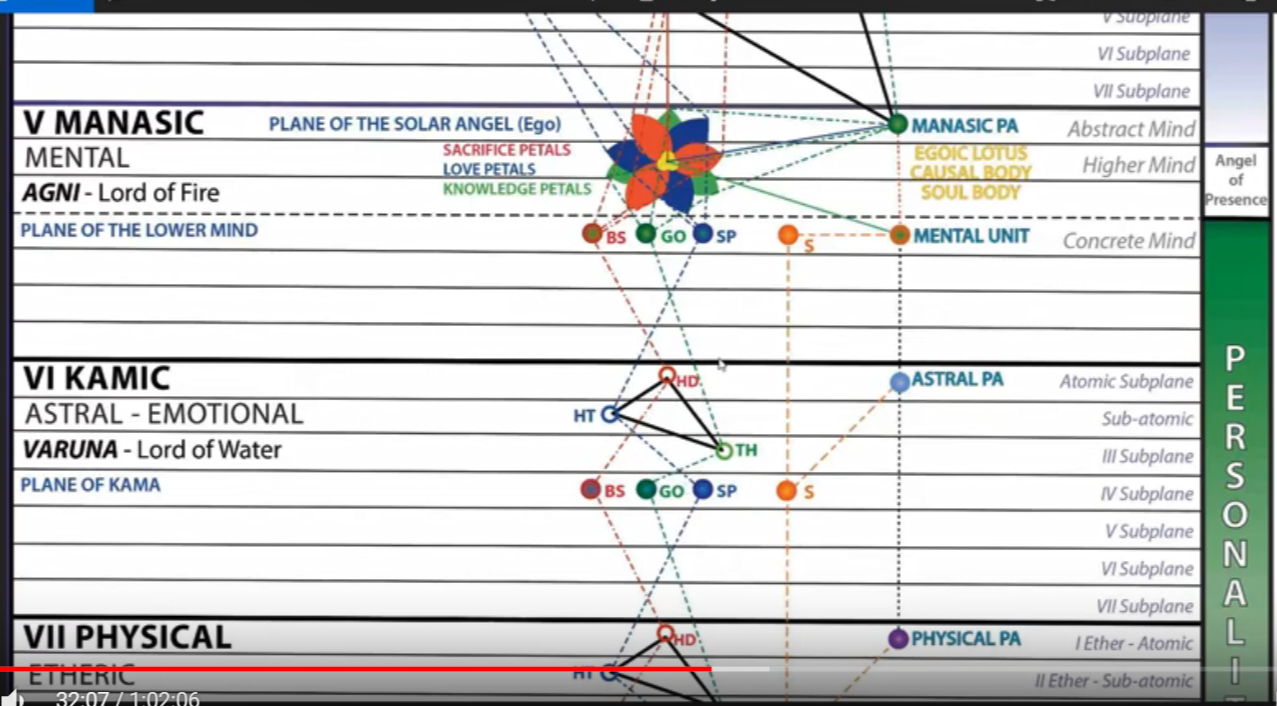 V Subplane
VI Subplane
VII Subplane
V MANASIC
PLANE OF THE SOLAR ANGEL (Ego)
MANASIC PA
Abstract Mind
MENTAL
SACRIFICE PETALS
LOVE PETALS
KNOWLEDGE PETALS
EGOIC LOTUS
CAUSAL BODY
SOUL BODY
Higher Mind
Angel
of
Presence
AGNI - Lord of Fire
PLANE OF THE LOWER MIND
BS
GO
SP
S
MENTAL UNIT
Concrete Mind
VI KAMIC
HD
ASTRAL PA
Atomic Subplane
ASTRAL - EMOTIONAL
HT
Sub-atomic
VARUNA - Lord of Water
TH
III Subplane
PLANE OF KAMA
BS
GO
SP
S
IV Subplane
V Subplane
VI Subplane
VII Subplane
VII PHYSICAL
HD
PHYSICAL PA
I Ether - Atomic
ETHERIC
HT
II Ether - Sub-atomic
PERSONALIT
32:07 / 1:02:06